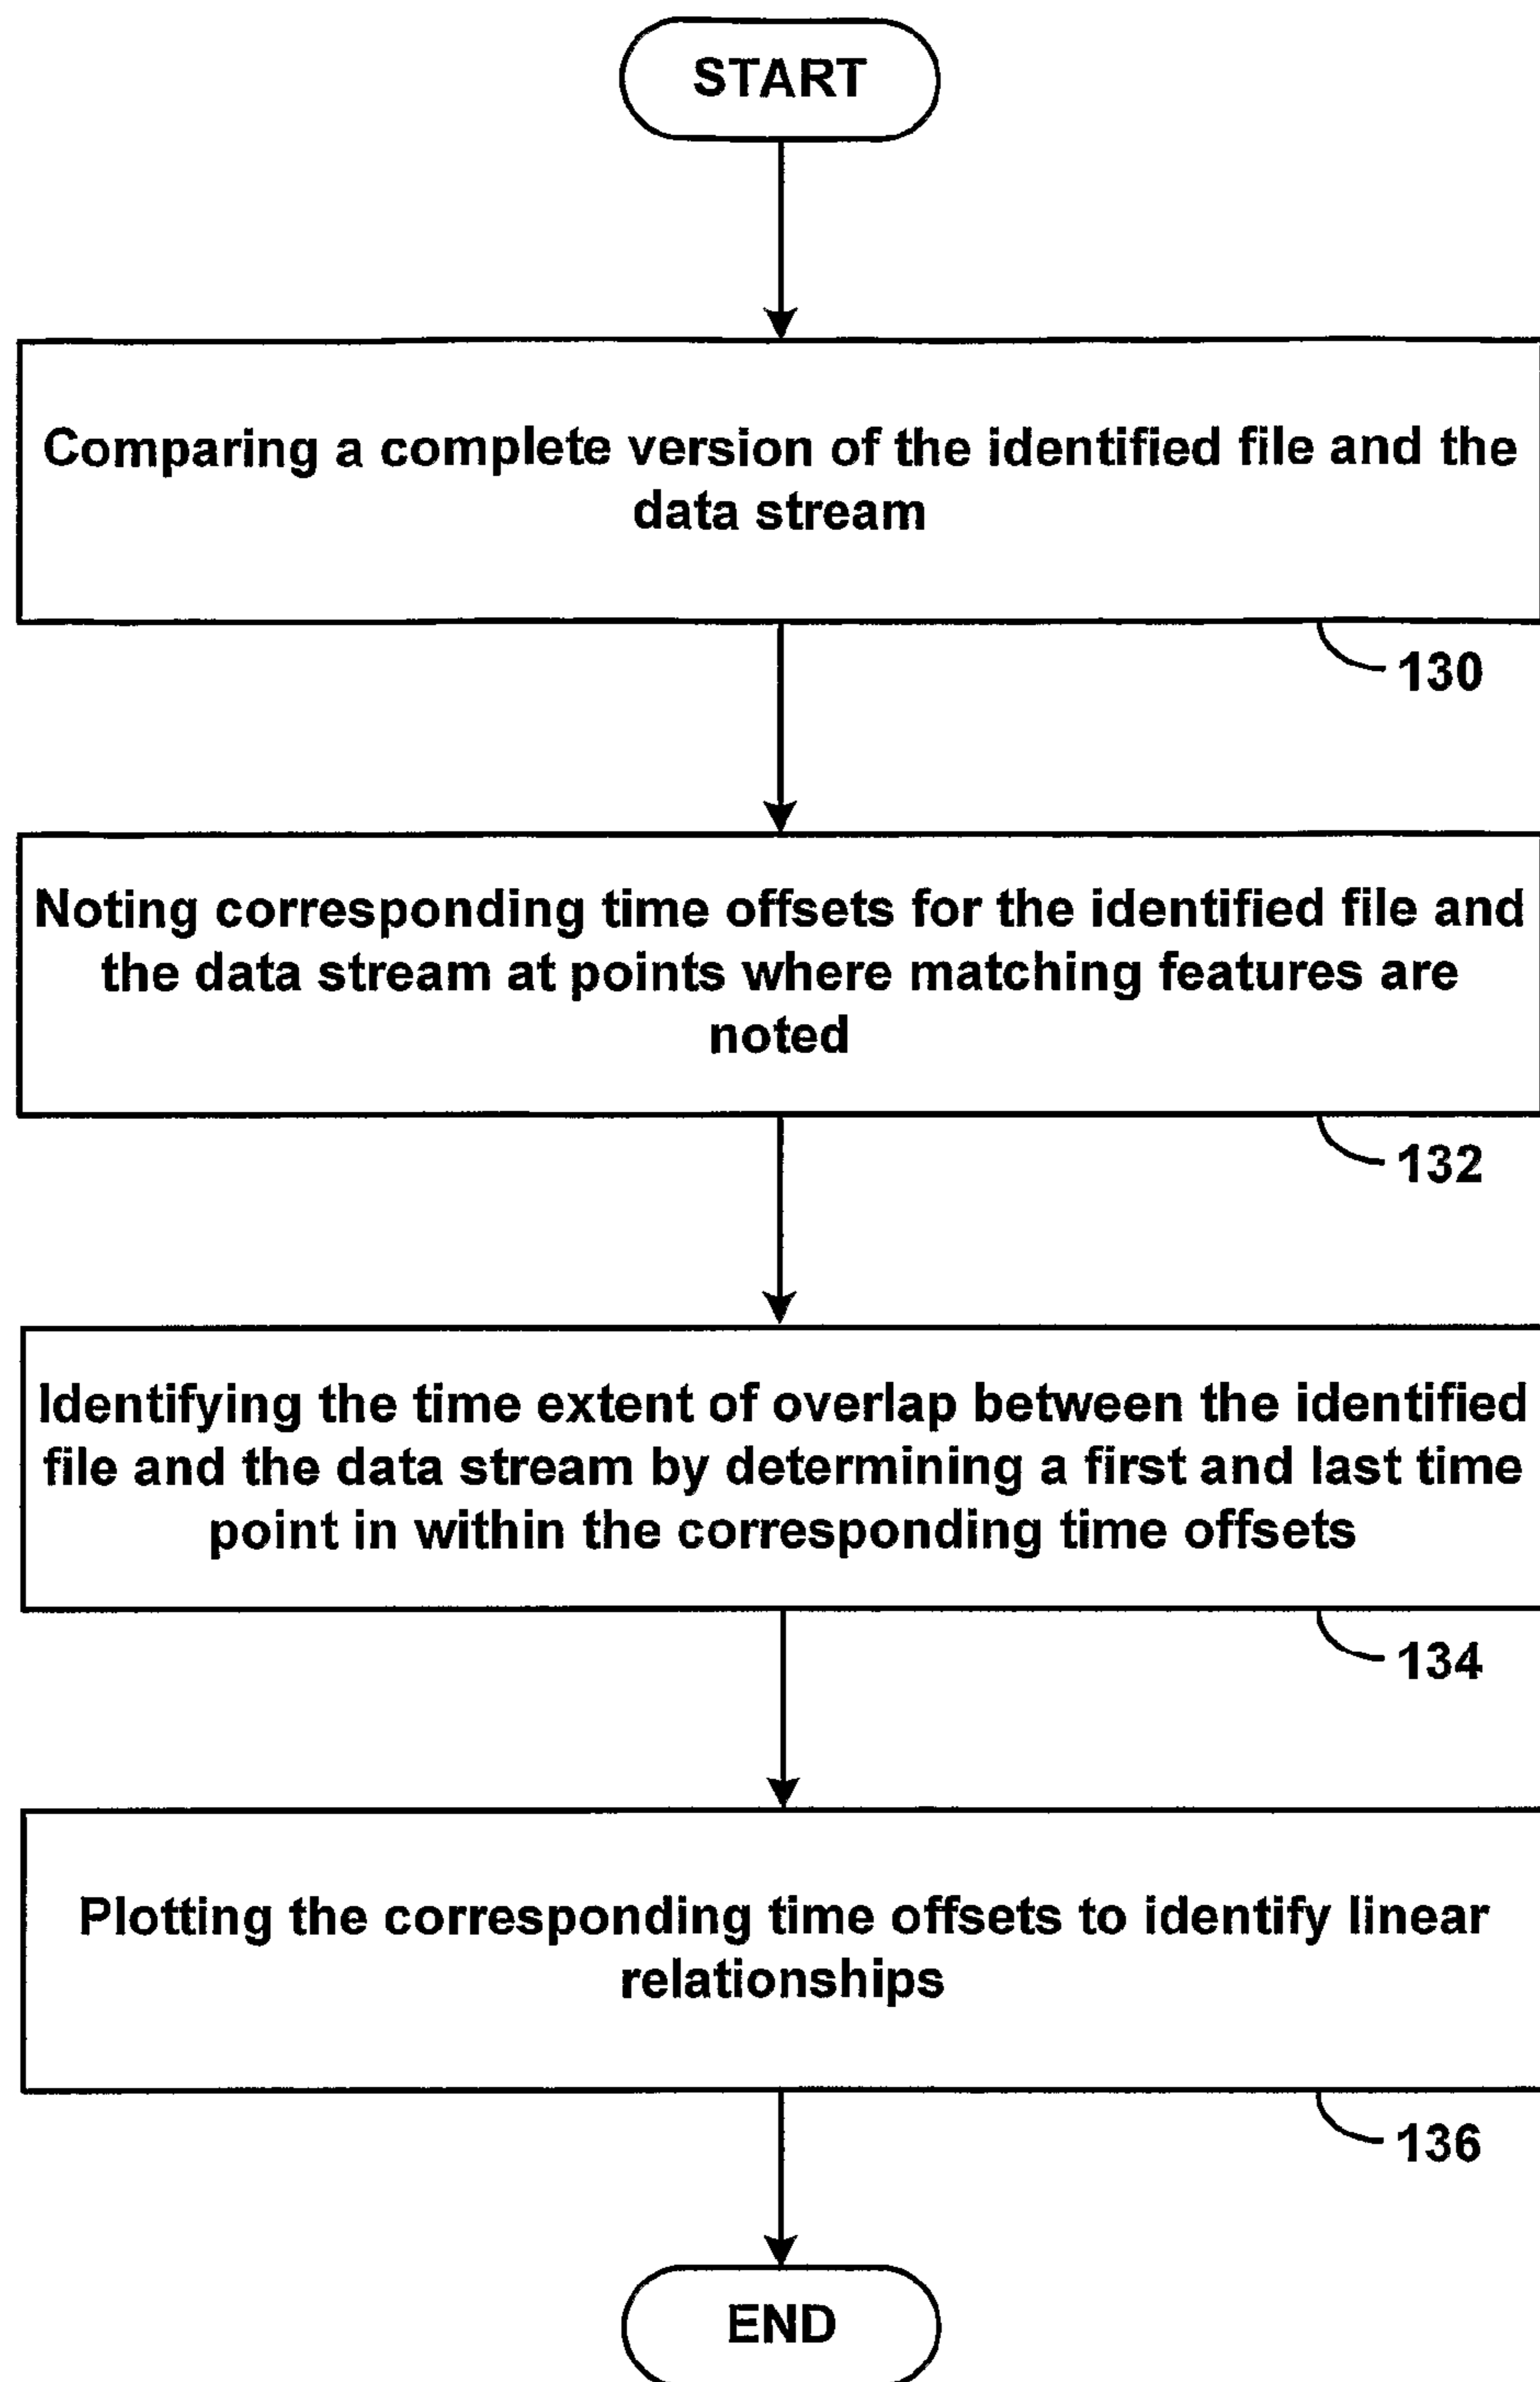 START
Comparing a complete version of the identified file and the
data stream
130
Noting corresponding time offsets for the identified file and
the data stream at points where matching features are
noted
132
Identifying the time extent of overlap between the identified
file and the data stream by determining a first and last time
point in within the corresponding time offsets
134
Plotting the corresponding time offsets to identify linear
relationships
136
END